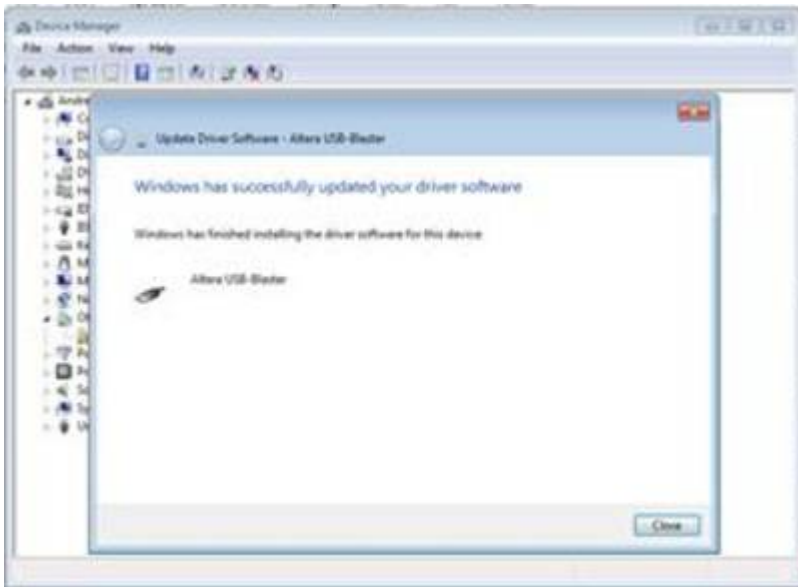 Device Manager
File Action View Help
Update Driver Software - Altera USB-Blaster
Windows has successfully updated your driver software
Windows has finished installing the driver software for this device
Altera USB-Blaster
Close